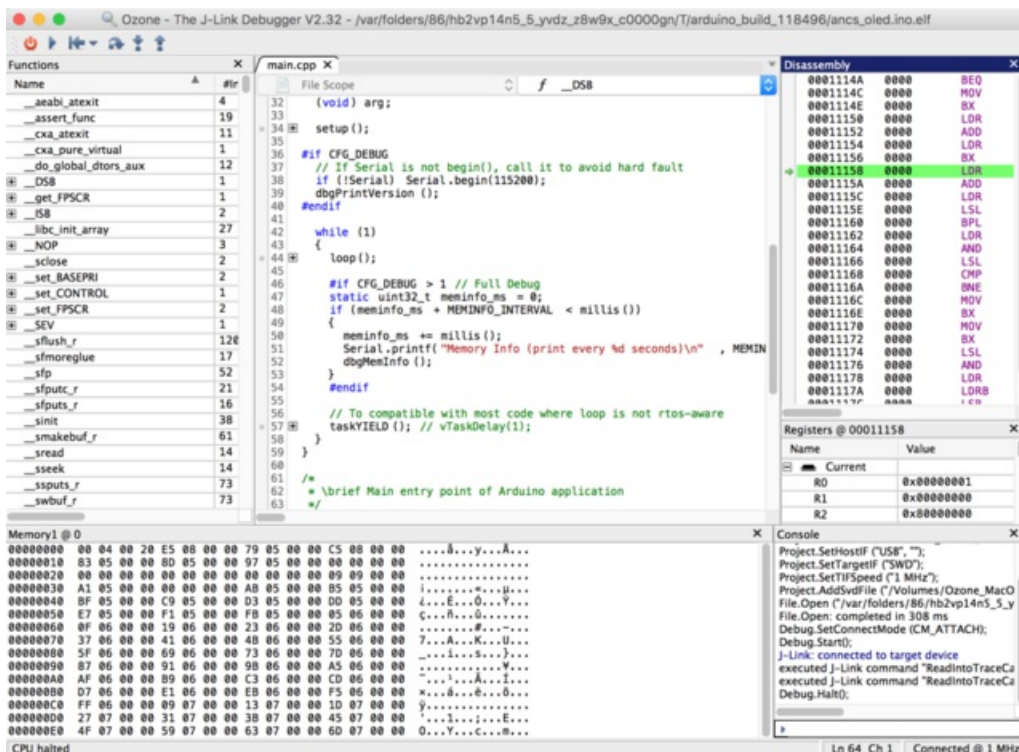 Ozone - The J-Link Debugger V2.32 - /var/folders/86/hb2vp14n5_5_yvdz_z8w9x_c0000gn/T/arduino_build_118496/ancs_oled.ino.elf
Functions
Name #Ir
__aeabi_atexit 4
__assert_func 19
__cxa_atexit 11
__cxa_pure_virtual 1
__do_global_dtors_aux 12
__DSB 1
__get_FPSCR 1
__ISB 2
__libc_init_array 27
__NOP 3
__sclose 2
__set_BASEPRI 2
__set_CONTROL 1
__set_FPSCR 2
__SEV 1
__sflush_r 128
__sfmoreglue 17
__sfp 52
__sfputc_r 21
__sfputs_r 16
__sinit 38
__smakebuf_r 61
__sread 14
__sseek 14
__ssputs_r 73
__swbuf_r 73
main.cpp
File Scope f __DSB
32 (void) arg;
33
34 setup();
35
36 #if CFG_DEBUG
37 // If Serial is not begin(), call it to avoid hard fault
38 if (!Serial) Serial.begin(115200);
39 dbgPrintVersion ();
40 #endif
41
42 while (1)
43 {
44 loop();
45
46 #if CFG_DEBUG > 1 // Full Debug
47 static uint32_t meminfo_ms = 0;
48 if (meminfo_ms + MEMINFO_INTERVAL < millis())
49 {
50 meminfo_ms += millis();
51 Serial.printf("Memory Info (print every %d seconds)\n" , MEMIN
52 dbgMemInfo ();
53 }
54 #endif
55
56 // To compatible with most code where loop is not rtos-aware
57 taskYIELD(); // vTaskDelay(1);
58 }
59 }
60
61 /*
62 * \brief Main entry point of Arduino application
63 */
Disassembly
0001114A 0000 BEQ
0001114C 0000 MOV
0001114E 0000 BX
00011150 0000 LDR
00011152 0000 ADD
00011154 0000 LDR
00011156 0000 BX
00011158 0000 LDR
0001115A 0000 ADD
0001115C 0000 LDR
0001115E 0000 LSL
00011160 0000 BPL
00011162 0000 LDR
00011164 0000 AND
00011166 0000 LSL
00011168 0000 CMP
0001116A 0000 BNE
0001116C 0000 MOV
0001116E 0000 BX
00011170 0000 MOV
00011172 0000 BX
00011174 0000 LSL
00011176 0000 AND
00011178 0000 LDR
0001117A 0000 LDRB
0001117C 0000 LSR
Registers @ 00011158
Name Value
Current
R0 0x00000001
R1 0x00000000
R2 0x80000000
Memory1 @ 0
00000000 00 04 00 20 E5 08 00 00 79 05 00 00 C5 08 00 00 ....å...y...Å...
00000010 83 05 00 00 8D 05 00 00 97 05 00 00 00 00 00 00 ................
00000020 00 00 00 00 00 00 00 00 00 00 00 00 09 09 00 00 ................
00000030 A1 05 00 00 00 00 00 00 AB 05 00 00 B5 05 00 00 ¡.......«...µ...
00000040 BF 05 00 00 C9 05 00 00 D3 05 00 00 DD 05 00 00 ¿...É...Ó...Ý...
00000050 E7 05 00 00 F1 05 00 00 FB 05 00 00 05 06 00 00 ç...ñ...û.......
00000060 0F 06 00 00 19 06 00 00 23 06 00 00 2D 06 00 00 ........#...-...
00000070 37 06 00 00 41 06 00 00 4B 06 00 00 55 06 00 00 7...A...K...U...
00000080 5F 06 00 00 69 06 00 00 73 06 00 00 7D 06 00 00 _...i...s...}...
00000090 87 06 00 00 91 06 00 00 9B 06 00 00 A5 06 00 00 ............¥...
000000A0 AF 06 00 00 B9 06 00 00 C3 06 00 00 CD 06 00 00 ¯...¹...Ã...Í...
000000B0 D7 06 00 00 E1 06 00 00 EB 06 00 00 F5 06 00 00 ×...á...ë...õ...
000000C0 FF 06 00 00 09 07 00 00 13 07 00 00 1D 07 00 00 ÿ...............
000000D0 27 07 00 00 31 07 00 00 3B 07 00 00 45 07 00 00 '...1...;...E...
000000E0 4F 07 00 00 59 07 00 00 63 07 00 00 6D 07 00 00 O...Y...c...m...
Console
Project.SetHostIF ("USB", "");
Project.SetTargetIF ("SWD");
Project.SetTIFSpeed ("1 MHz");
Project.AddSvdFile ("/Volumes/Ozone_MacO
File.Open ("/var/folders/86/hb2vp14n5_5_y
File.Open: completed in 308 ms
Debug.SetConnectMode (CM_ATTACH);
Debug.Start();
J-Link: connected to target device
executed J-Link command "ReadIntoTraceCa
executed J-Link command "ReadIntoTraceCa
Debug.Halt();
CPU halted
Ln 64 Ch 1 Connected @ 1 MHz